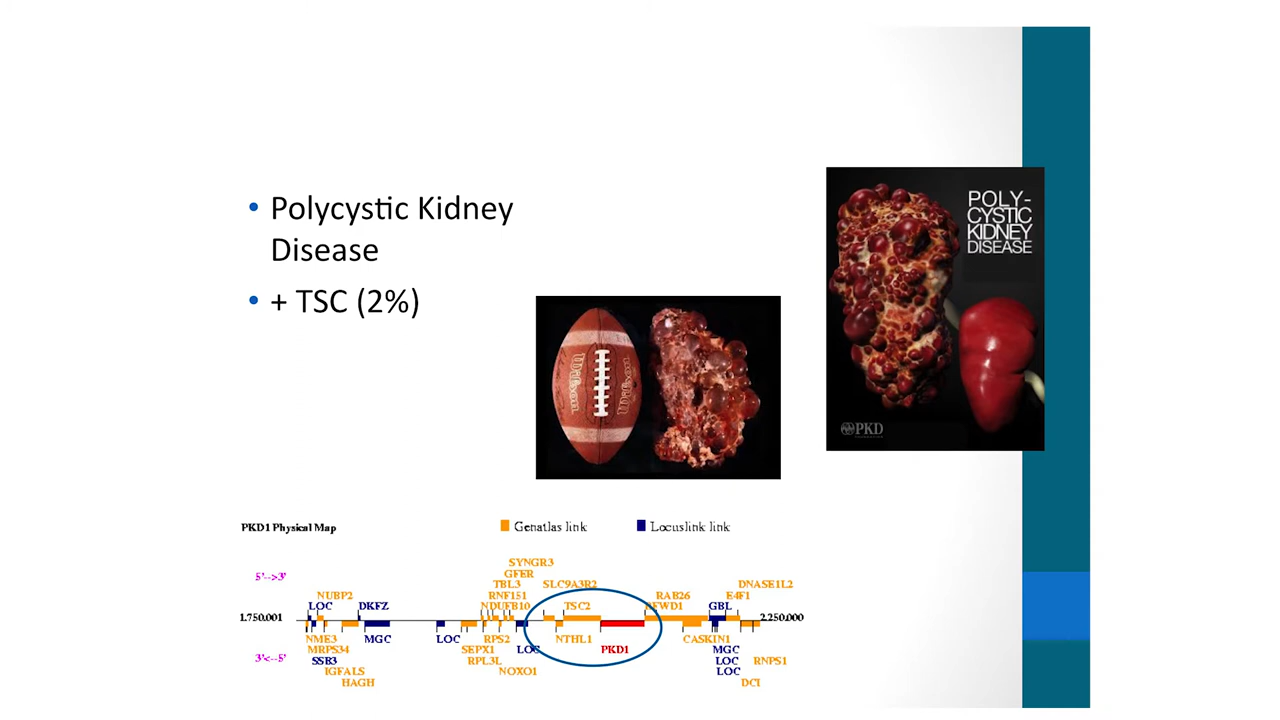 • Polycystic Kidney
Disease
• + TSC (2%)
POLY-
CYSTIC
KIDNEY
DISEASE
PKD
Wilson
PKD1 Physical Map
Genatlas link
Locuslink link
SYNGR3
GFER
5'-->3'
TBL3
SLC9A3R2
DNASE1L2
NUBP2
RNF151
RAB26
E4F1
LOC
DKFZ
NDUFB10
TSC2
GBL
1.750.001
2.250.000
NME3
MGC
LOC
RPS2
NTHL1
CASKIN1
MRPS34
SEPX1
LOC
PKD1
MGC
3'<--5'
SSB3
RPL3L
LOC
RNPS1
IGFALS
NOXO1
LOC
HAGH
DCI